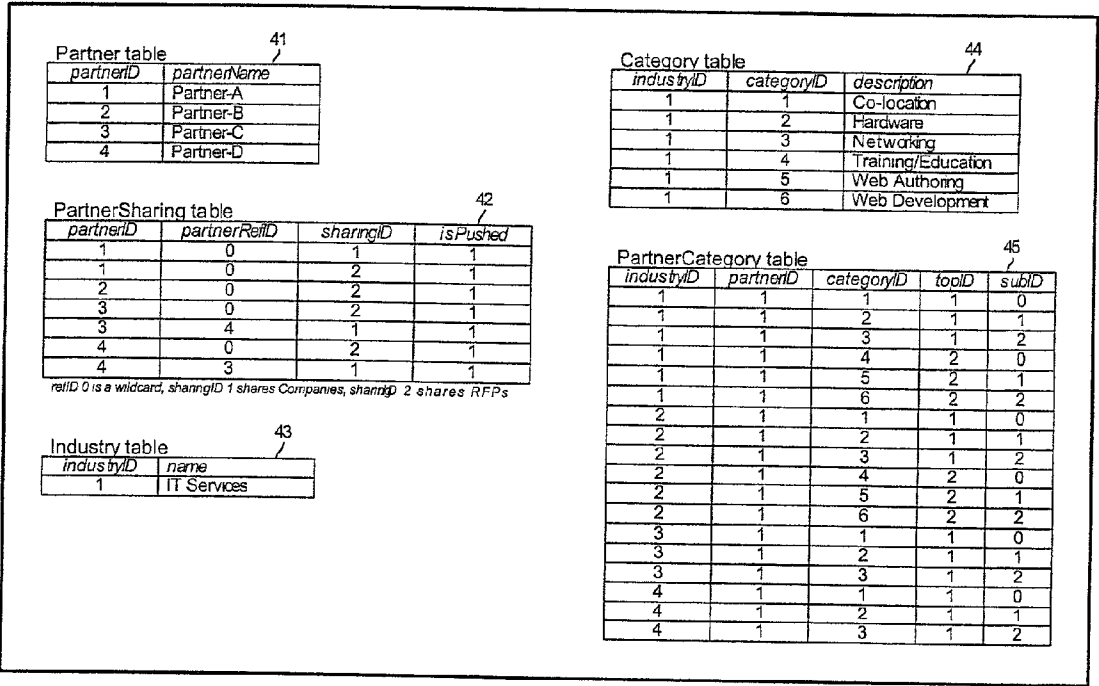 Partner table 41
partnerID partnerName
1 Partner-A
2 Partner-B
3 Partner-C
4 Partner-D
PartnerSharing table 42
partnerID partnerRefID sharingID isPushed
1 0 1 1
1 0 2 1
2 0 2 1
3 0 2 1
3 4 1 1
4 0 2 1
4 3 1 1
refID 0 is a wildcard, sharingID 1 shares Companies, sharingID 2 shares RFPs
Industry table 43
industryID name
1 IT Services
Category table 44
industryID categoryID description
1 1 Co-location
1 2 Hardware
1 3 Networking
1 4 Training/Education
1 5 Web Authoring
1 6 Web Development
PartnerCategory table 45
industryID partnerID categoryID topID subID
1 1 1 1 0
1 1 2 1 1
1 1 3 1 2
1 1 4 2 0
1 1 5 2 1
1 1 6 2 2
2 1 1 1 0
2 1 2 1 1
2 1 3 1 2
2 1 4 2 0
2 1 5 2 1
2 1 6 2 2
3 1 1 1 0
3 1 2 1 1
3 1 3 1 2
4 1 1 1 0
4 1 2 1 1
4 1 3 1 2